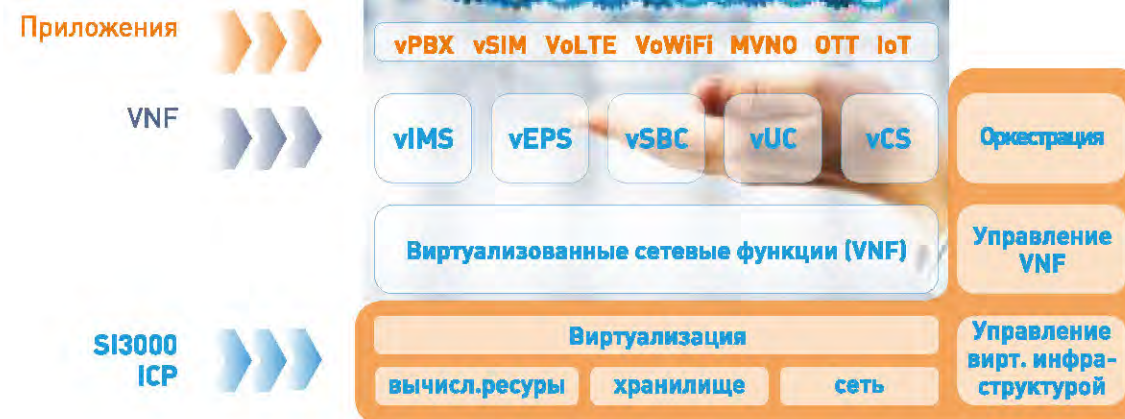 Приложения
vPBX vSIM VoLTE VoWiFi MVNO OTT IoT
VNF
vIMS vEPS vSBC vUC vCS Оркестрация
Виртуализованные сетевые функции (VNF)
Управление
VNF
SI3000
iCP
Виртуализация
вычисл.ресуры хранилище сеть
Управление
вирт. инфра-
структурой